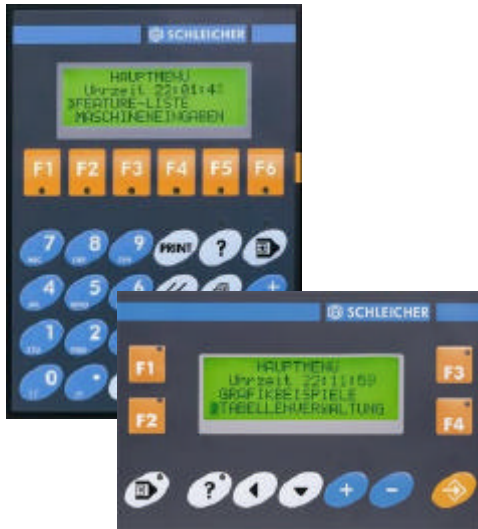 SCHLEICHER
HAUPTMENU
Uhrzeit 22:01:4
FEATURE-LISTE
MASCHINENEINGABEN
F1 F2 F3 F4 F5 F6
7 8 9 PRINT ?
4 5 6 +
1 2
0 .
SCHLEICHER
HAUPTMENU
Uhrzeit 22:11:59
GRAFIKBEISPIELE
TABELLENVERWALTUNG
F1 F3
F2 F4
? + -